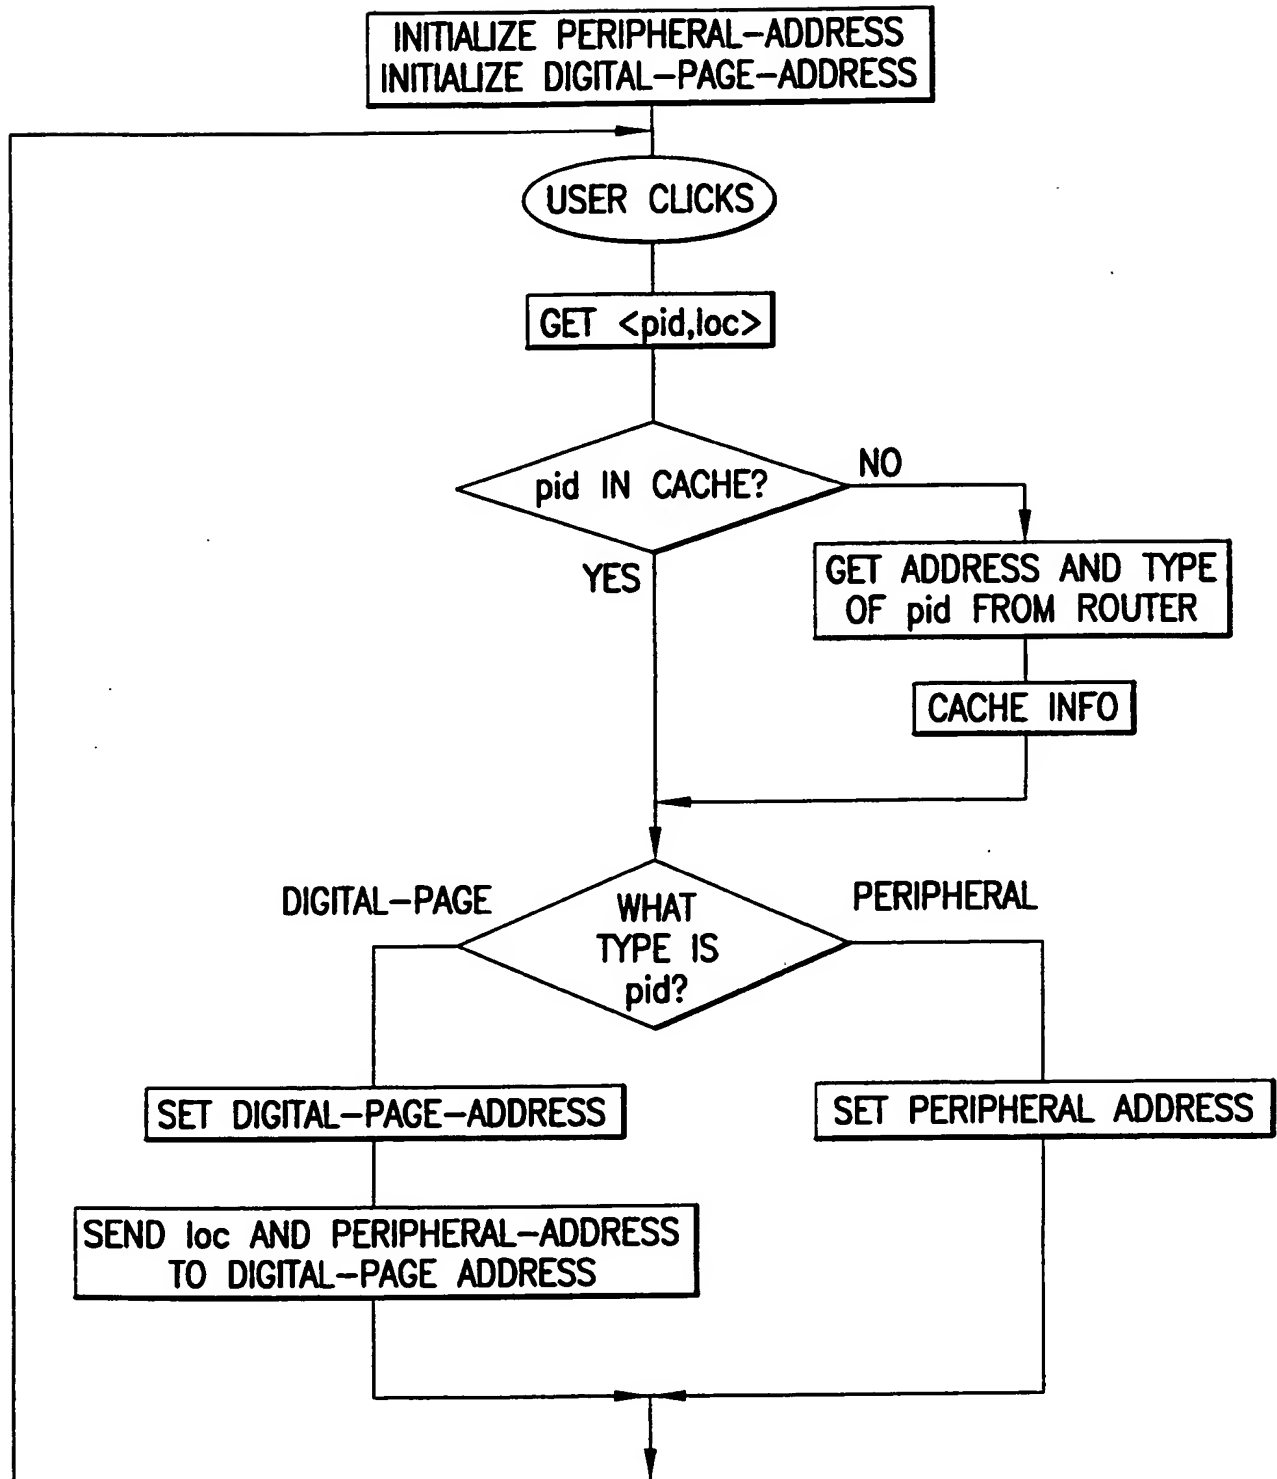 INITIALIZE PERIPHERAL-ADDRESS
INITIALIZE DIGITAL-PAGE-ADDRESS
USER CLICKS
GET <pid,loc>
pid IN CACHE?
NO
YES
GET ADDRESS AND TYPE
OF pid FROM ROUTER
CACHE INFO
DIGITAL-PAGE
WHAT
TYPE IS
pid?
PERIPHERAL
SET DIGITAL-PAGE-ADDRESS
SET PERIPHERAL ADDRESS
SEND loc AND PERIPHERAL-ADDRESS
TO DIGITAL-PAGE ADDRESS